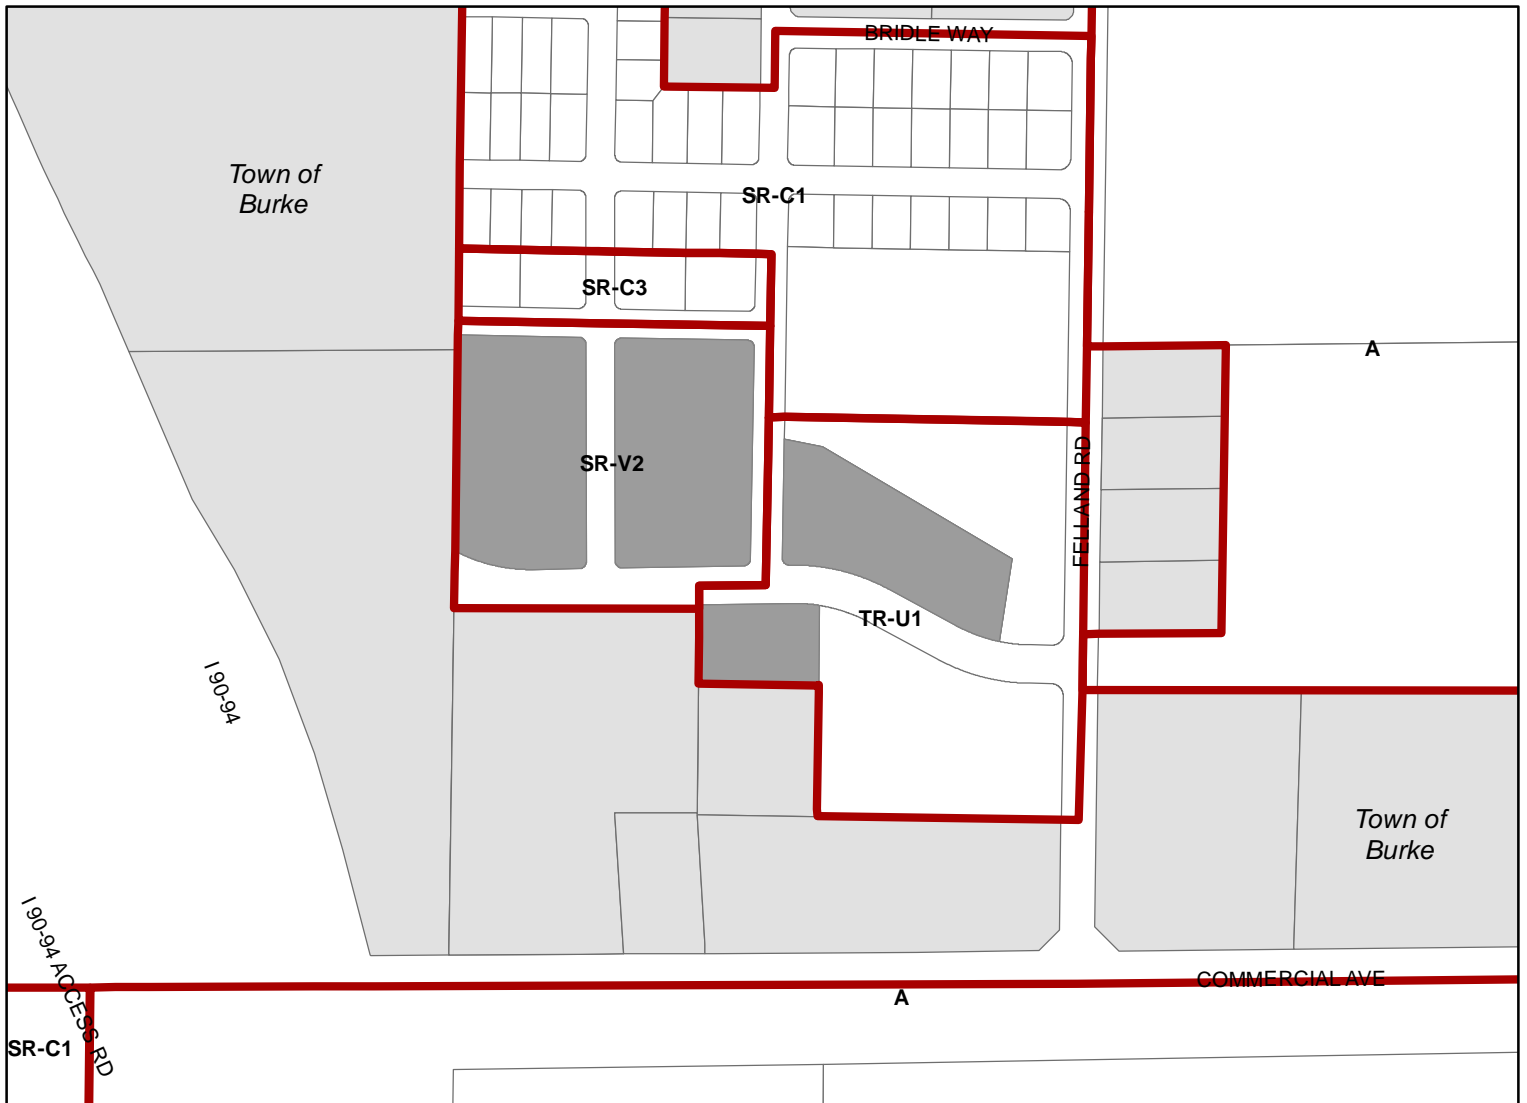 BRIDLE WAY
Town of
Burke
SR-C1
SR-C3
A
SR-V2
FELLAND RD
TR-U1
I 90-94
Town of
Burke
I 90-94 ACCESS RD
COMMERCIAL AVE
A
SR-C1